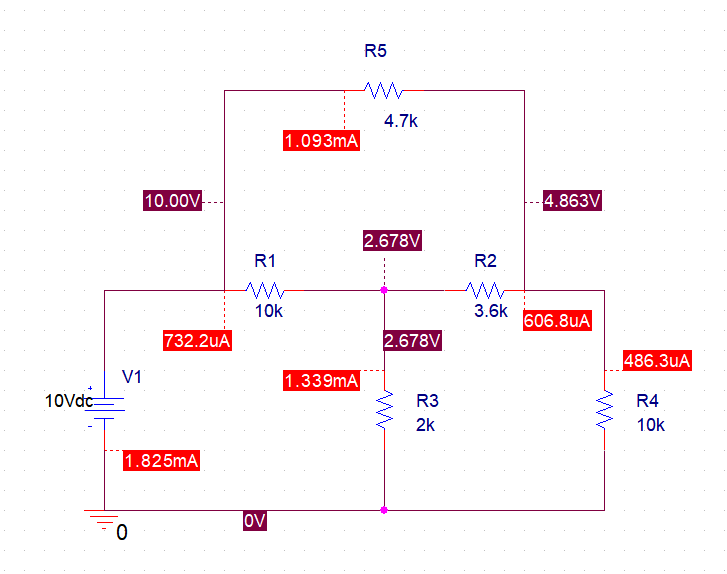 R5
4.7k
1.093mA
10.00V
4.863V
2.678V
R1
R2
10k
3.6k
606.8uA
732.2uA
2.678V
486.3uA
1.339mA
V1
10Vdc
R3
R4
2k
10k
1.825mA
0V
0